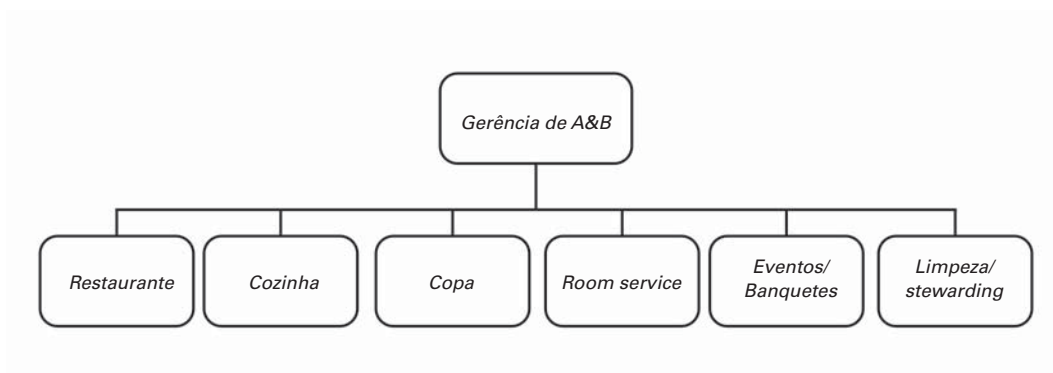 Gerência de A&B
Restaurante
Cozinha
Copa
Room service
Eventos/
Banquetes
Limpeza/
stewarding